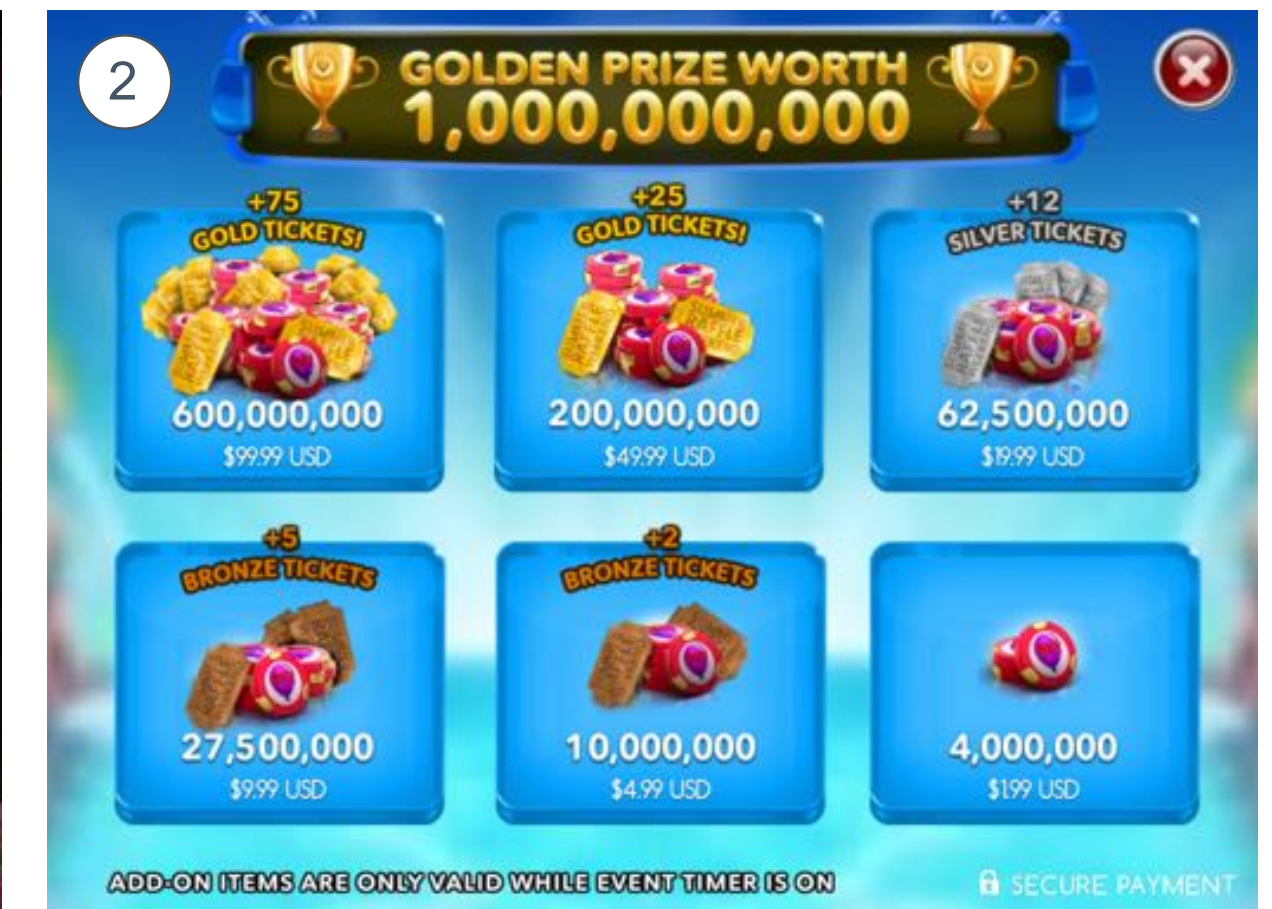 2
GOLDEN PRIZE WORTH
1,000,000,000
+75
GOLD TICKETS!
600,000,000
$99.99 USD
+25
GOLD TICKETS!
200,000,000
$49.99 USD
+12
SILVER TICKETS
62,500,000
$19.99 USD
+5
BRONZE TICKETS
27,500,000
$9.99 USD
+2
BRONZE TICKETS
10,000,000
$4.99 USD
4,000,000
$1.99 USD
ADD-ON ITEMS ARE ONLY VALID WHILE EVENT TIMER IS ON
SECURE PAYMENT